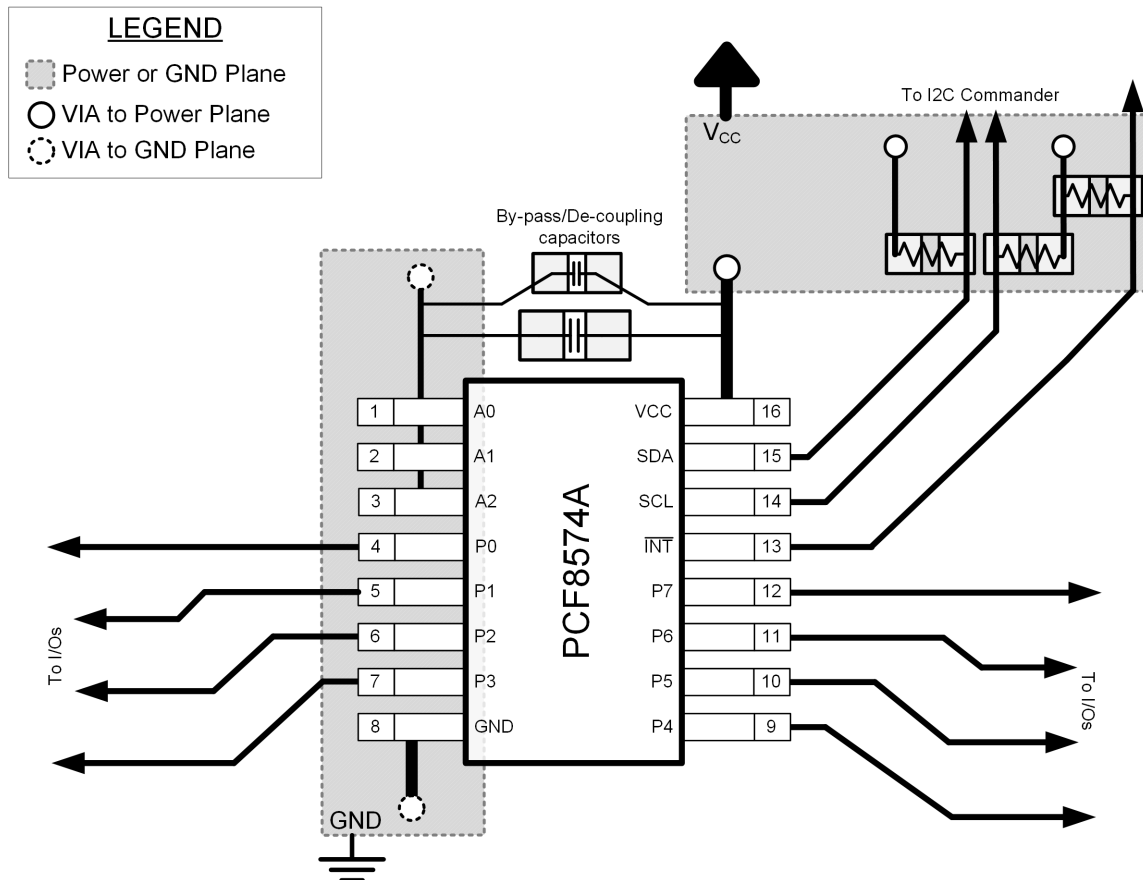 LEGEND
Power or GND Plane
VIA to Power Plane
VIA to GND Plane
To I2C Commander
VCC
By-pass/De-coupling
capacitors
1 A0 VCC 16
2 A1 SDA 15
3 A2 SCL 14
4 P0 INT 13
5 P1 P7 12
6 P2 P6 11
7 P3 P5 10
8 GND P4 9
PCF8574A
To I/Os
To I/Os
GND